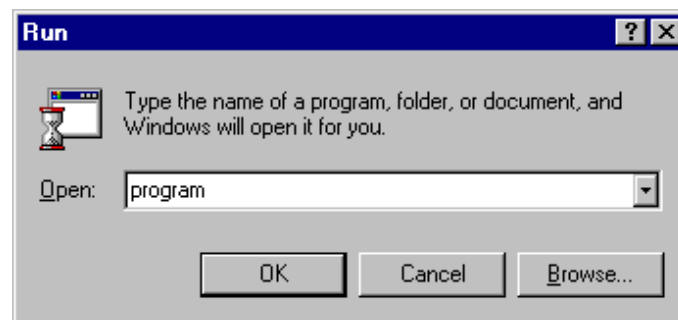 Run
Type the name of a program, folder, or document, and
Windows will open it for you.
Open: program
OK Cancel Browse...